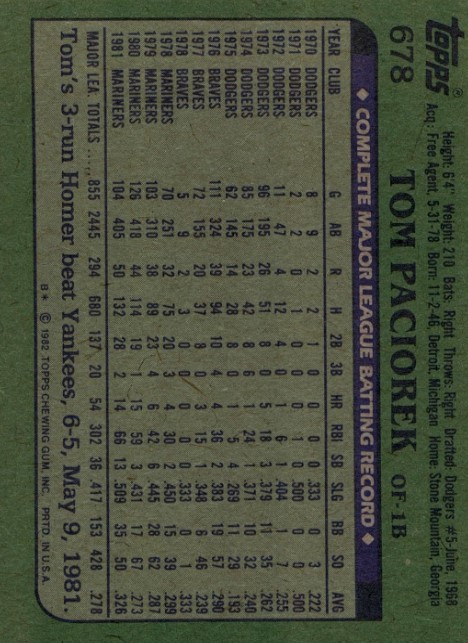 topps®
678
Height: 6'4" Weight: 210 Bats: Right Throws: Right Drafted: Dodgers #5-June, 1968
Acq.: Free Agent, 5-31-78 Born: 11-2-46, Detroit, Michigan Home: Stone Mountain, Georgia
TOM PACIOREK OF-1B
◆ COMPLETE MAJOR LEAGUE BATTING RECORD ◆
YEAR CLUB G AB R H 2B 3B HR RBI SB SLG BB SO AVG
1970 DODGERS 8 9 2 2 1 0 0 0 0 .333 0 3 .222
1971 DODGERS 2 2 0 1 0 0 0 1 0 .500 0 0 .500
1972 DODGERS 11 47 4 12 4 0 1 6 1 .404 1 7 .255
1973 DODGERS 96 195 26 51 8 0 5 18 3 .379 11 35 .262
1974 DODGERS 85 175 23 42 8 6 1 24 1 .371 10 32 .240
1975 DODGERS 62 145 14 28 8 0 1 5 4 .269 11 29 .193
1976 BRAVES 111 324 39 94 10 4 4 36 2 .383 19 57 .290
1977 BRAVES 72 155 20 37 8 0 3 15 1 .348 6 46 .239
1978 BRAVES 5 9 2 3 0 0 0 0 0 .333 0 1 .333
1978 MARINERS 70 251 32 75 20 3 4 30 2 .450 15 39 .299
1979 MARINERS 103 310 38 89 23 4 6 42 6 .445 28 62 .287
1980 MARINERS 126 418 44 114 19 1 15 59 3 .431 17 67 .273
1981 MARINERS 104 405 50 132 28 2 14 66 13 .509 35 50 .326
MAJOR LEA. TOTALS ..... 855 2445 294 680 137 20 54 302 36 .417 153 428 .278
Tom's 3-run Homer beat Yankees, 6-5, May 9, 1981.
B* © 1982 TOPPS CHEWING GUM, INC. PRTD. IN U.S.A.